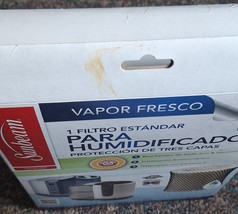 Sunbeam
VAPOR FRESCO
1 FILTRO ESTÁNDAR
PARA
HUMIDIFICADO
PROTECCIÓN DE TRES CAPAS